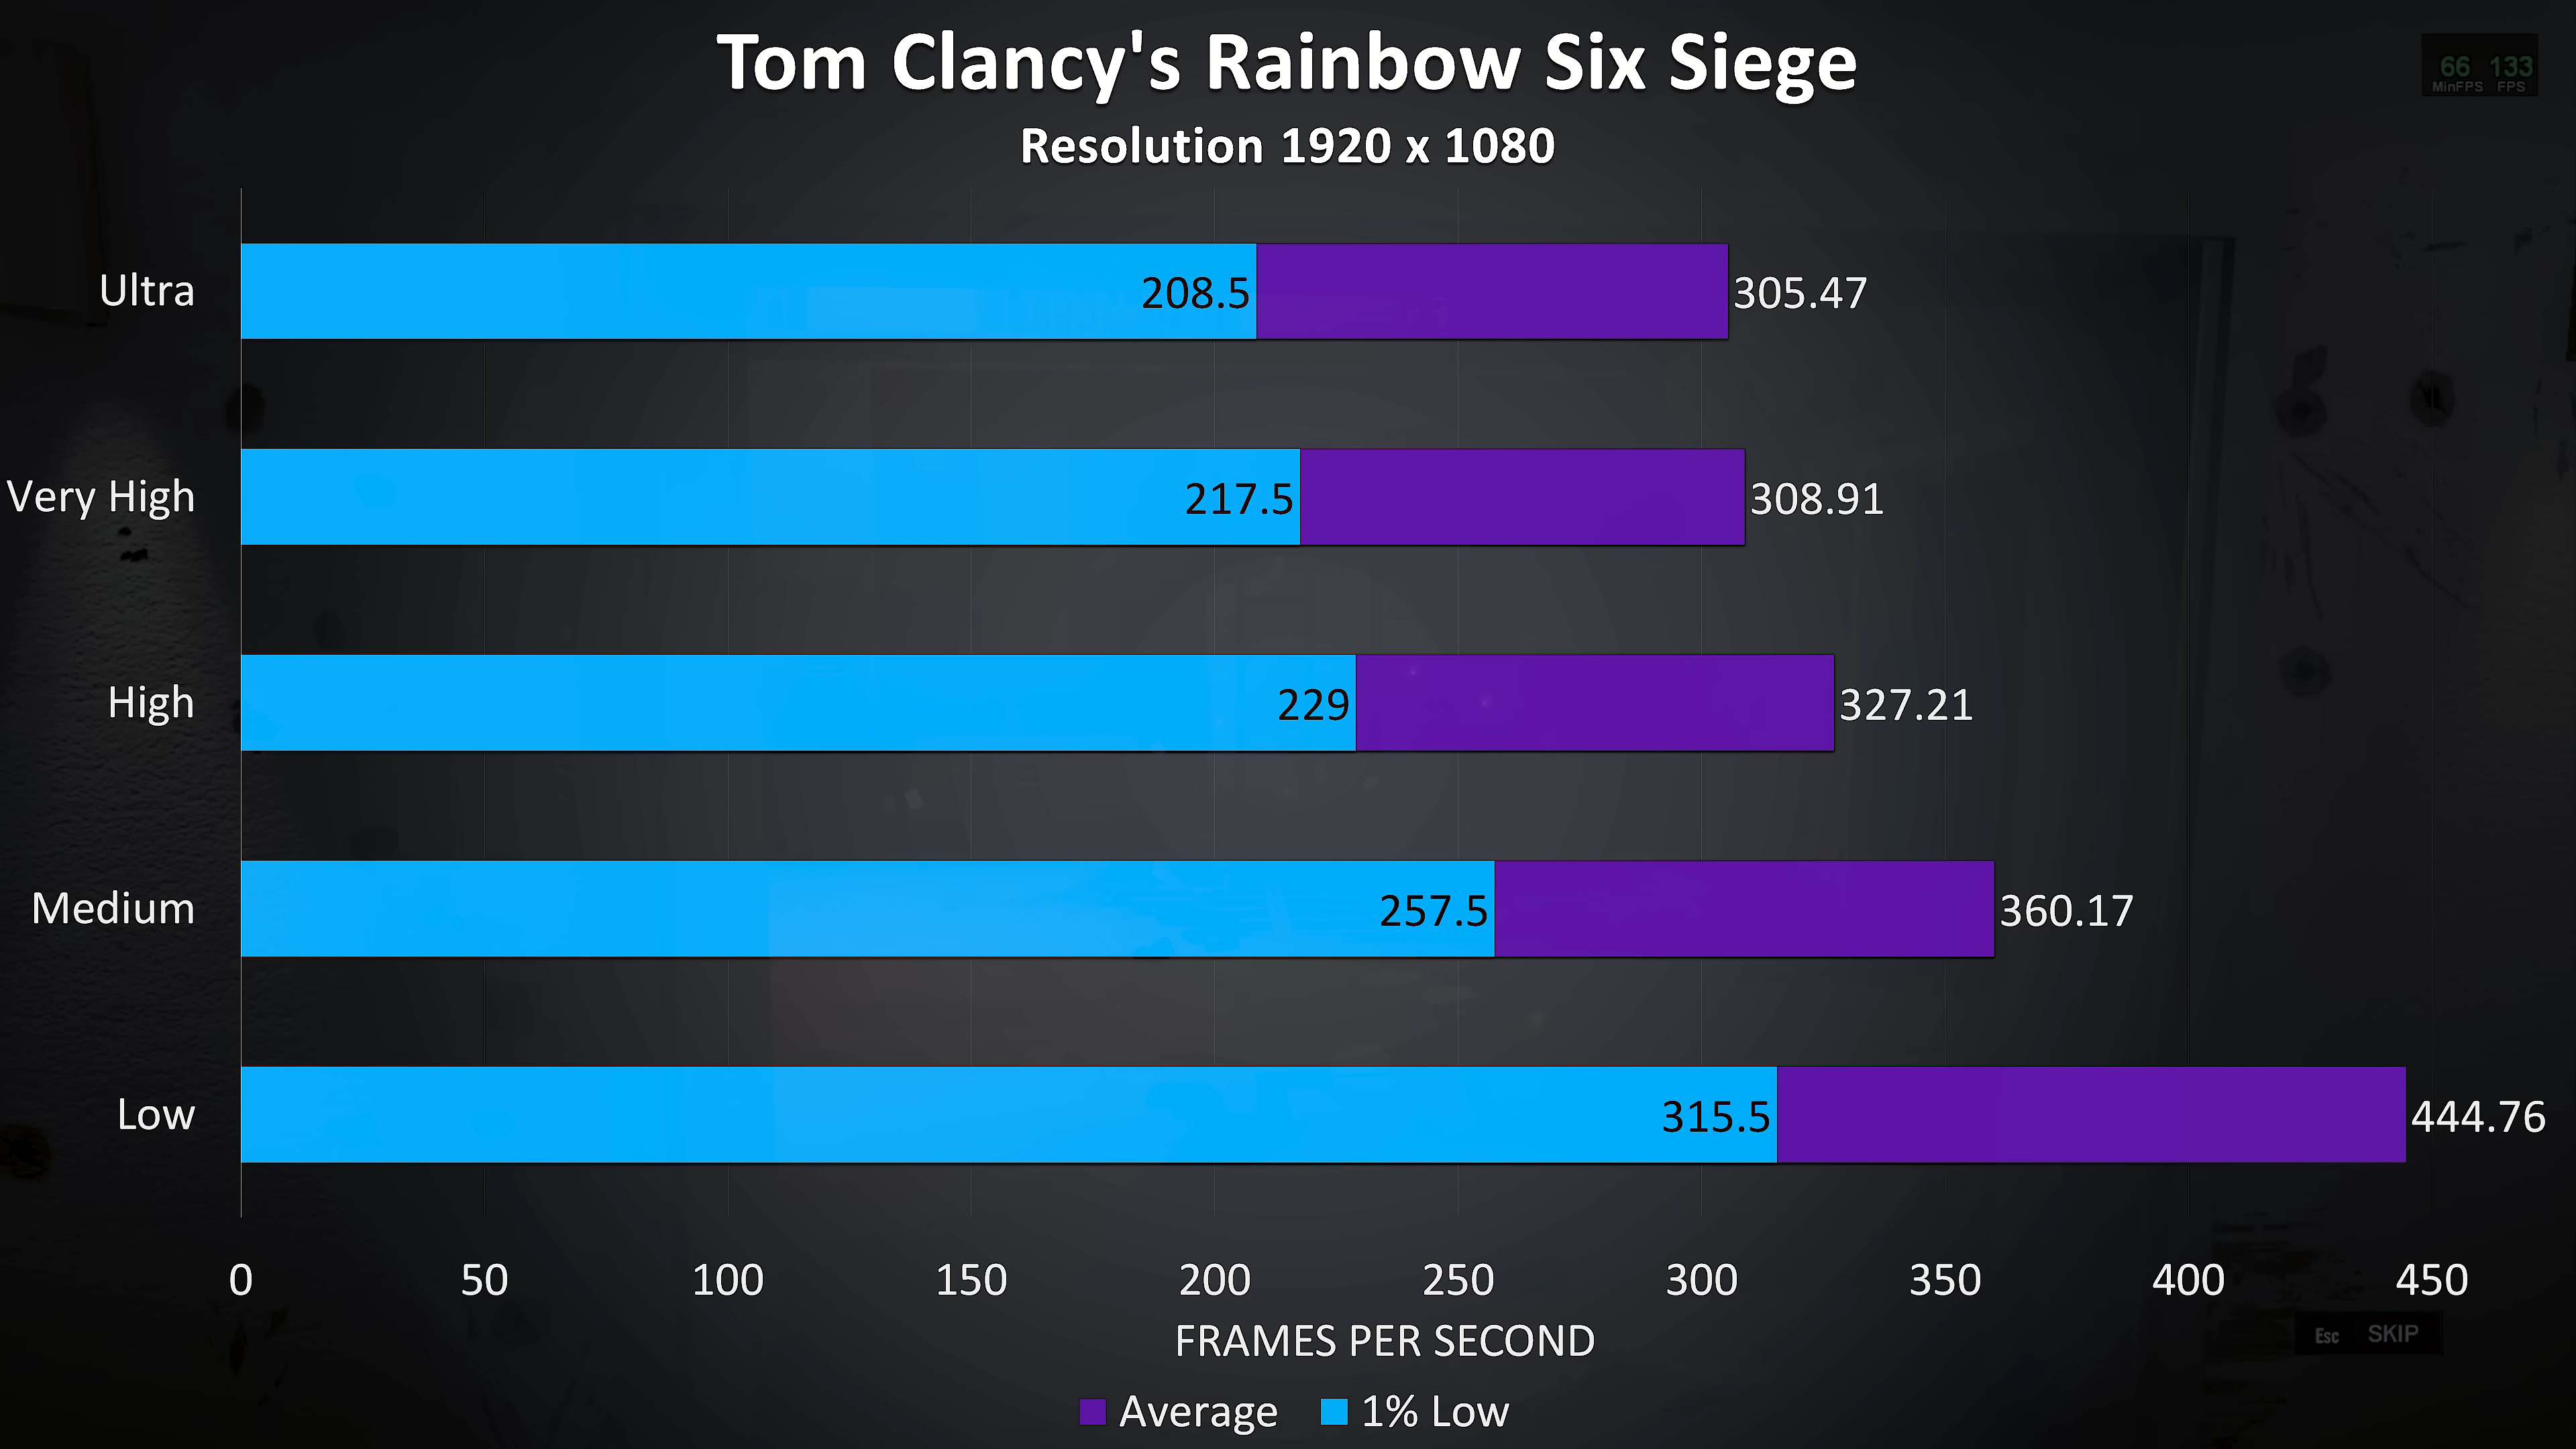 Tom Clancy's Rainbow Six Siege
Resolution 1920 x 1080
66 133
MinFPS FPS
Ultra 208.5 305.47
Very High 217.5 308.91
High 229 327.21
Medium 257.5 360.17
Low 315.5 444.76
0 50 100 150 200 250 300 350 400 450
FRAMES PER SECOND
Esc SKIP
Average 1% Low